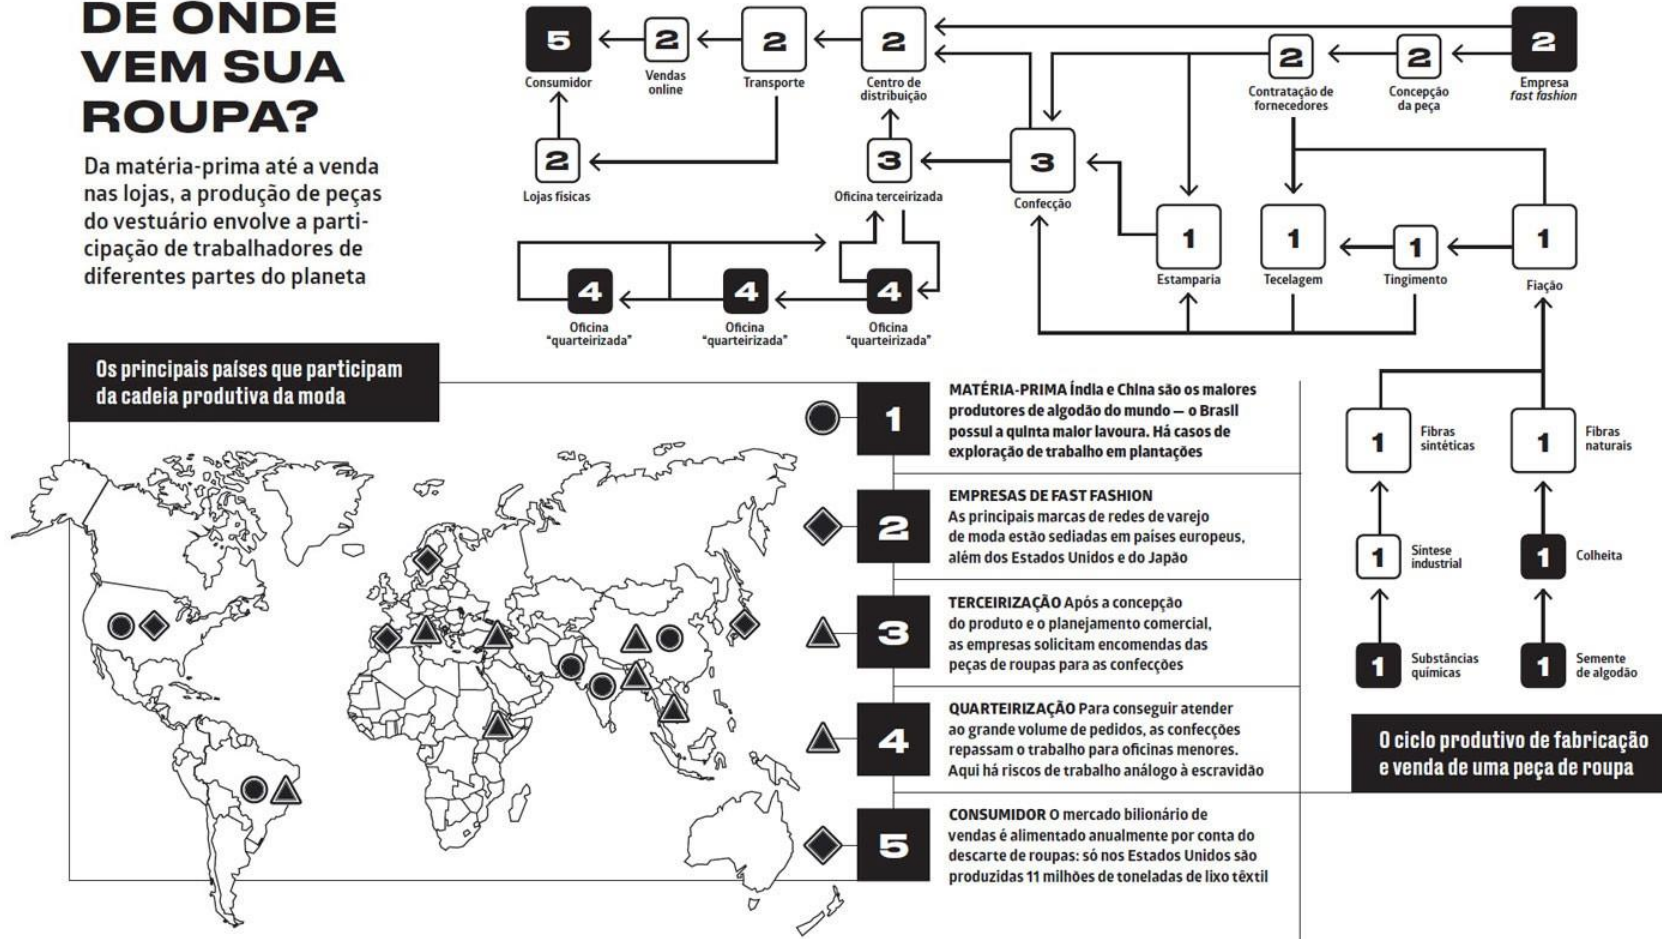 DE ONDE
VEM SUA
ROUPA?
Da matéria-prima até a venda
nas lojas, a produção de peças
do vestuário envolve a parti-
cipação de trabalhadores de
diferentes partes do planeta
5
Consumidor
2
Vendas
online
2
Transporte
2
Centro de
distribuição
2
Contratação de
fornecedores
2
Concepção
da peça
2
Empresa
fast fashion
2
Lojas físicas
3
Oficina terceirizada
3
Confecção
1
Estamparia
1
Tecelagem
1
Tingimento
1
Fiação
4
Oficina
"quarteirizada"
4
Oficina
"quarteirizada"
4
Oficina
"quarteirizada"
1
Fibras
sintéticas
1
Fibras
naturais
1
Síntese
industrial
1
Colheita
1
Substâncias
químicas
1
Semente
de algodão
O ciclo produtivo de fabricação
e venda de uma peça de roupa
Os principais países que participam
da cadeia produtiva da moda
1
MATÉRIA-PRIMA Índia e China são os maiores
produtores de algodão do mundo — o Brasil
possui a quinta maior lavoura. Há casos de
exploração de trabalho em plantações
2
EMPRESAS DE FAST FASHION
As principais marcas de redes de varejo
de moda estão sediadas em países europeus,
além dos Estados Unidos e do Japão
3
TERCEIRIZAÇÃO Após a concepção
do produto e o planejamento comercial,
as empresas solicitam encomendas das
peças de roupas para as confecções
4
QUARTEIRIZAÇÃO Para conseguir atender
ao grande volume de pedidos, as confecções
repassam o trabalho para oficinas menores.
Aqui há riscos de trabalho análogo à escravidão
5
CONSUMIDOR O mercado bilionário de
vendas é alimentado anualmente por conta do
descarte de roupas: só nos Estados Unidos são
produzidas 11 milhões de toneladas de lixo têxtil